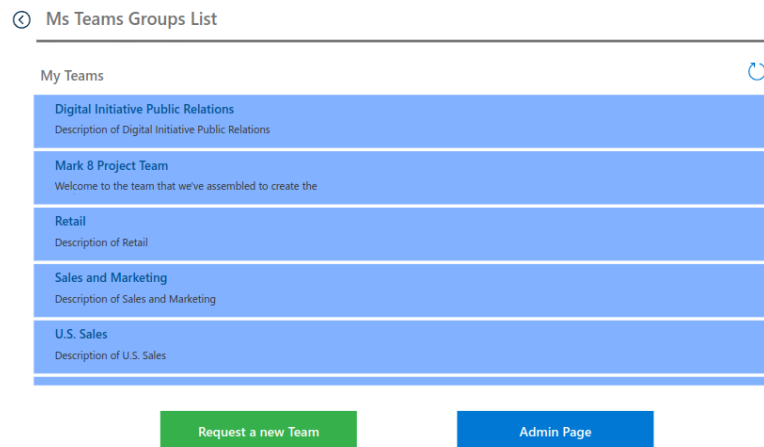 Ms Teams Groups List
My Teams
Digital Initiative Public Relations
Description of Digital Initiative Public Relations
Mark 8 Project Team
Welcome to the team that we've assembled to create the
Retail
Description of Retail
Sales and Marketing
Description of Sales and Marketing
U.S. Sales
Description of U.S. Sales
Request a new Team
Admin Page